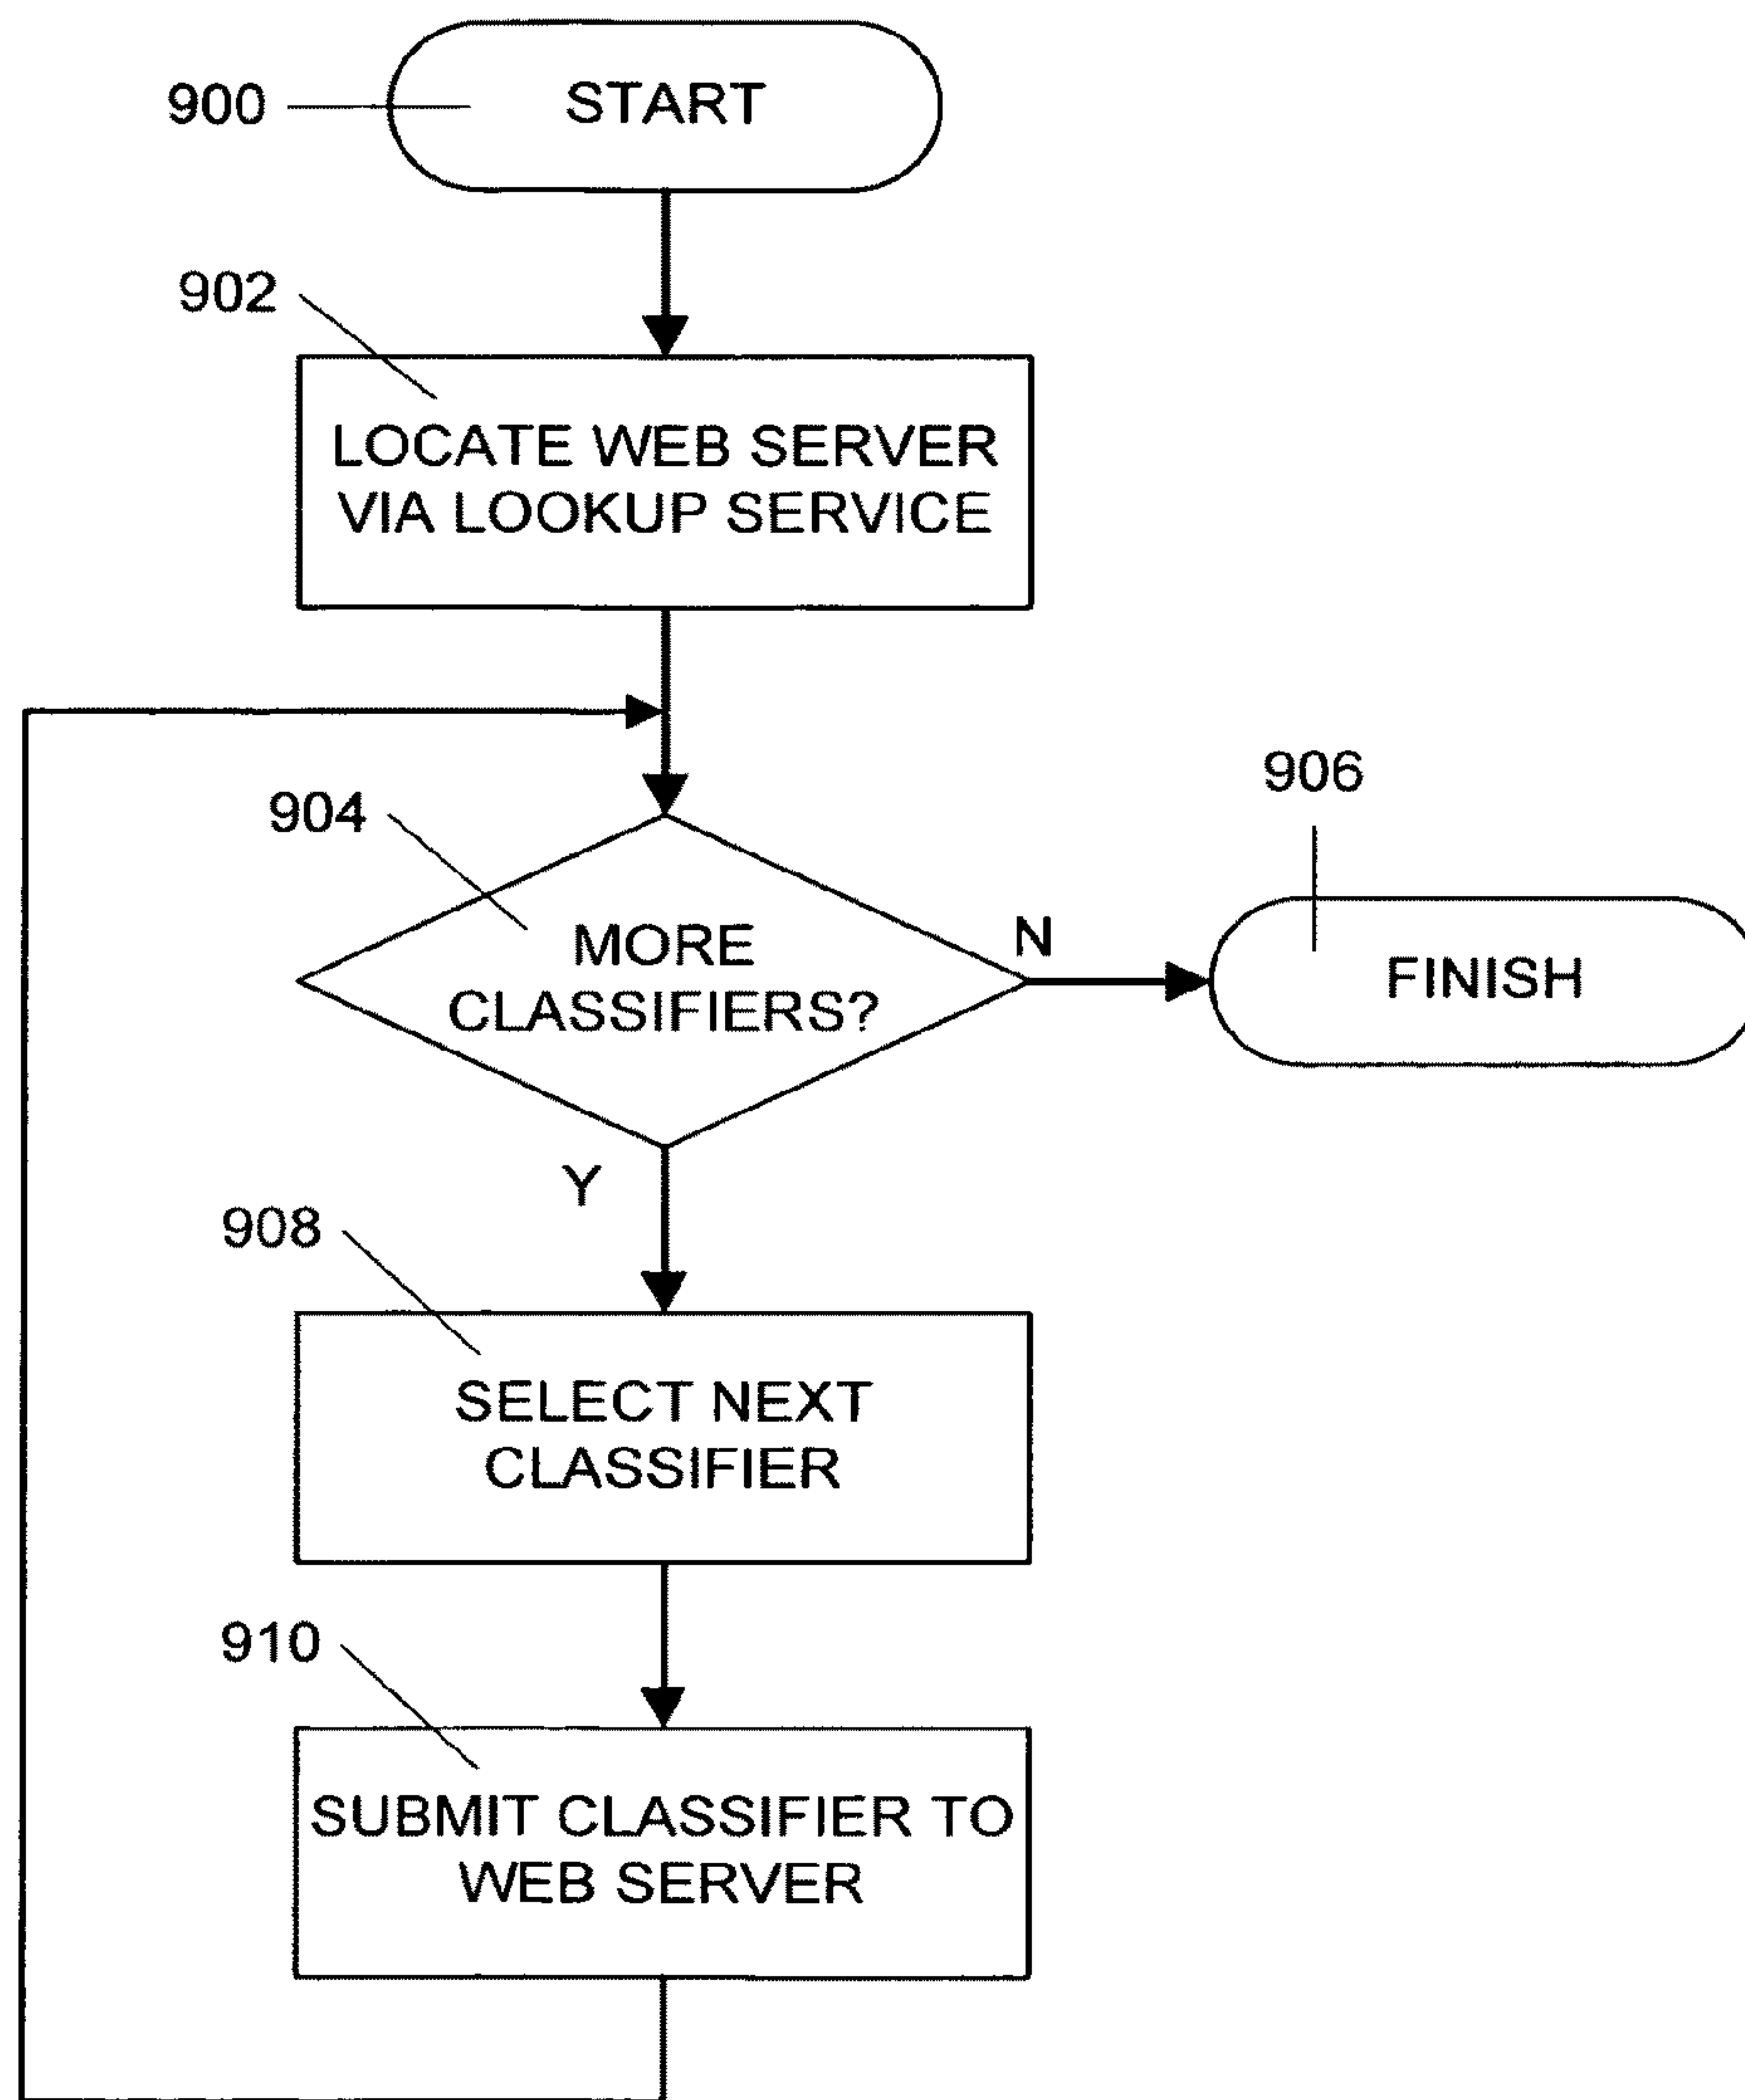 900
START
902
LOCATE WEB SERVER
VIA LOOKUP SERVICE
904
MORE
CLASSIFIERS?
N
906
FINISH
Y
908
SELECT NEXT
CLASSIFIER
910
SUBMIT CLASSIFIER TO
WEB SERVER